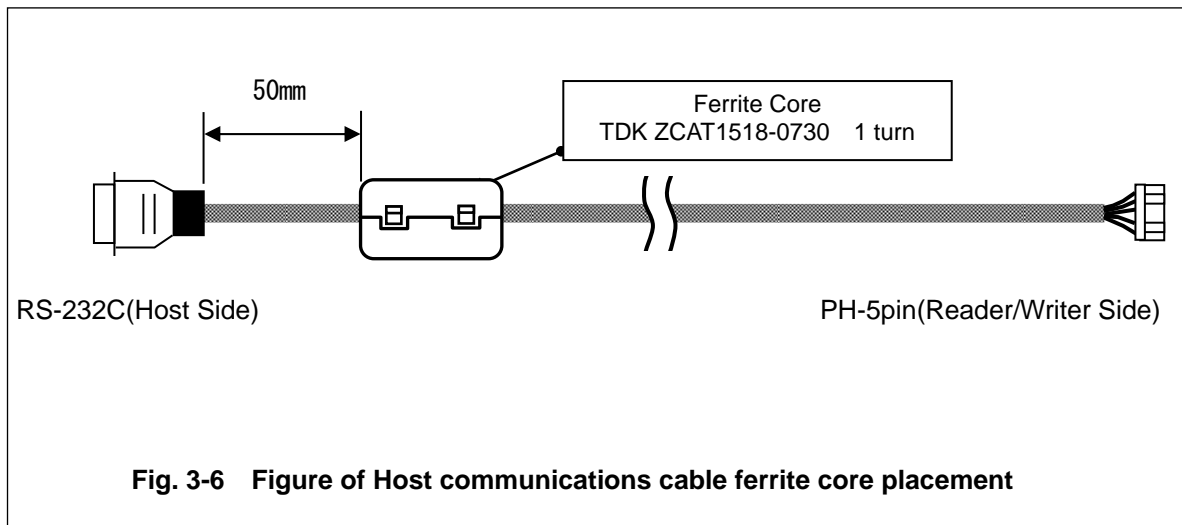 50mm
Ferrite Core
TDK ZCAT1518-0730 1 turn
RS-232C(Host Side)
PH-5pin(Reader/Writer Side)
Fig. 3-6 Figure of Host communications cable ferrite core placement